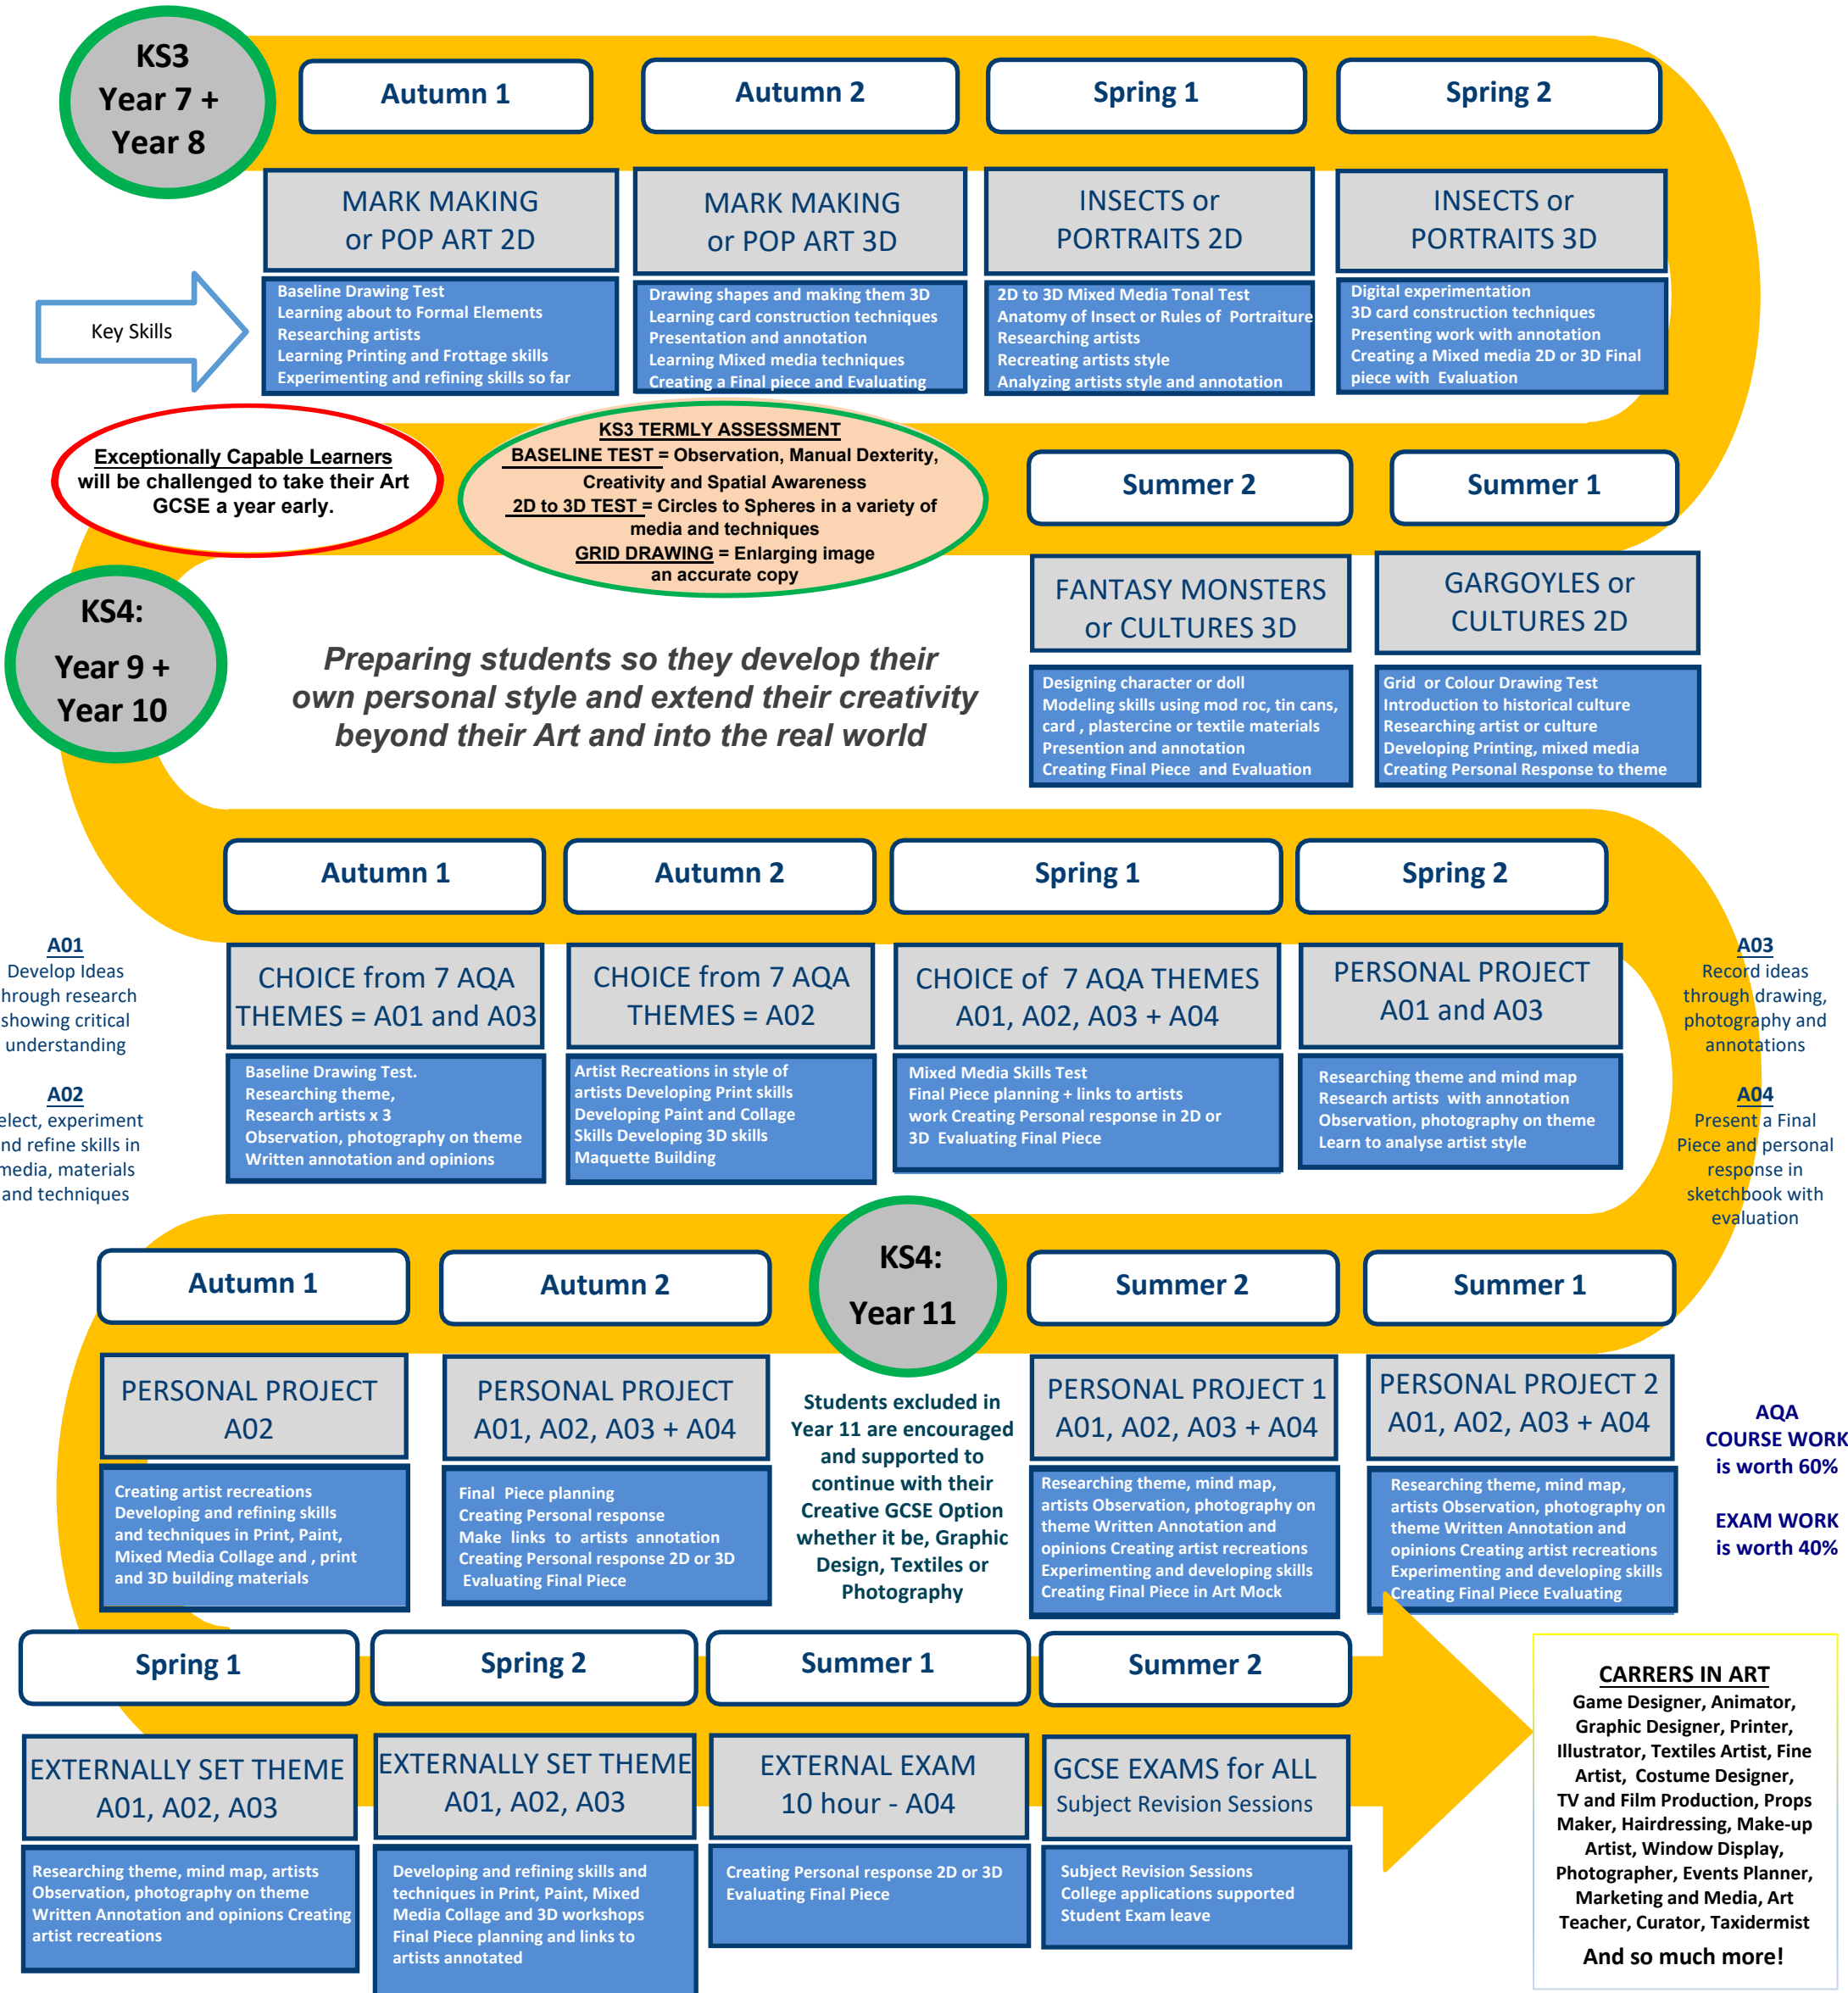 KS3
Year 7 +
Year 8
Autumn 1
Autumn 2
Spring 1
Spring 2
MARK MAKING
or POP ART 2D
MARK MAKING
or POP ART 3D
INSECTS or
PORTRAITS 2D
INSECTS or
PORTRAITS 3D
Key Skills
Baseline Drawing Test
Learning about to Formal Elements
Researching artists
Learning Printing and Frottage skills
Experimenting and refining skills so far
Drawing shapes and making them 3D
Learning card construction techniques
Presentation and annotation
Learning Mixed media techniques
Creating a Final piece and Evaluating
2D to 3D Mixed Media Tonal Test
Anatomy of Insect or Rules of Portraiture
Researching artists
Recreating artists style
Analyzing artists style and annotation
Digital experimentation
3D card construction techniques
Presenting work with annotation
Creating a Mixed media 2D or 3D Final
piece with Evaluation
Exceptionally Capable Learners
will be challenged to take their Art
GCSE a year early.
KS3 TERMLY ASSESSMENT
BASELINE TEST = Observation, Manual Dexterity,
Creativity and Spatial Awareness
2D to 3D TEST = Circles to Spheres in a variety of
media and techniques
GRID DRAWING = Enlarging image
an accurate copy
Summer 2
Summer 1
FANTASY MONSTERS
or CULTURES 3D
GARGOYLES or
CULTURES 2D
Designing character or doll
Modeling skills using mod roc, tin cans,
card , plastercine or textile materials
Presention and annotation
Creating Final Piece and Evaluation
Grid or Colour Drawing Test
Introduction to historical culture
Researching artist or culture
Developing Printing, mixed media
Creating Personal Response to theme
KS4:
Year 9 +
Year 10
Preparing students so they develop their
own personal style and extend their creativity
beyond their Art and into the real world
Autumn 1
Autumn 2
Spring 1
Spring 2
A01
Develop Ideas
hrough research
showing critical
understanding
A02
elect, experiment
nd refine skills in
media, materials
and techniques
CHOICE from 7 AQA
THEMES = A01 and A03
CHOICE from 7 AQA
THEMES = A02
CHOICE of 7 AQA THEMES
A01, A02, A03 + A04
PERSONAL PROJECT
A01 and A03
Baseline Drawing Test.
Researching theme,
Research artists x 3
Observation, photography on theme
Written annotation and opinions
Artist Recreations in style of
artists Developing Print skills
Developing Paint and Collage
Skills Developing 3D skills
Maquette Building
Mixed Media Skills Test
Final Piece planning + links to artists
work Creating Personal response in 2D or
3D Evaluating Final Piece
Researching theme and mind map
Research artists with annotation
Observation, photography on theme
Learn to analyse artist style
A03
Record ideas
through drawing,
photography and
annotations
A04
Present a Final
Piece and personal
response in
sketchbook with
evaluation
Autumn 1
Autumn 2
KS4:
Year 11
Summer 2
Summer 1
PERSONAL PROJECT
A02
PERSONAL PROJECT
A01, A02, A03 + A04
Students excluded in
Year 11 are encouraged
and supported to
continue with their
Creative GCSE Option
whether it be, Graphic
Design, Textiles or
Photography
PERSONAL PROJECT 1
A01, A02, A03 + A04
PERSONAL PROJECT 2
A01, A02, A03 + A04
Creating artist recreations
Developing and refining skills
and techniques in Print, Paint,
Mixed Media Collage and , print
and 3D building materials
Final Piece planning
Creating Personal response
Make links to artists annotation
Creating Personal response 2D or 3D
Evaluating Final Piece
Researching theme, mind map,
artists Observation, photography on
theme Written Annotation and
opinions Creating artist recreations
Experimenting and developing skills
Creating Final Piece in Art Mock
Researching theme, mind map,
artists Observation, photography on
theme Written Annotation and
opinions Creating artist recreations
Experimenting and developing skills
Creating Final Piece Evaluating
AQA
COURSE WORK
is worth 60%
EXAM WORK
is worth 40%
Spring 1
Spring 2
Summer 1
Summer 2
EXTERNALLY SET THEME
A01, A02, A03
EXTERNALLY SET THEME
A01, A02, A03
EXTERNAL EXAM
10 hour - A04
GCSE EXAMS for ALL
Subject Revision Sessions
Researching theme, mind map, artists
Observation, photography on theme
Written Annotation and opinions Creating
artist recreations
Developing and refining skills and
techniques in Print, Paint, Mixed
Media Collage and 3D workshops
Final Piece planning and links to
artists annotated
Creating Personal response 2D or 3D
Evaluating Final Piece
Subject Revision Sessions
College applications supported
Student Exam leave
CARRERS IN ART
Game Designer, Animator,
Graphic Designer, Printer,
Illustrator, Textiles Artist, Fine
Artist, Costume Designer,
TV and Film Production, Props
Maker, Hairdressing, Make-up
Artist, Window Display,
Photographer, Events Planner,
Marketing and Media, Art
Teacher, Curator, Taxidermist
And so much more!